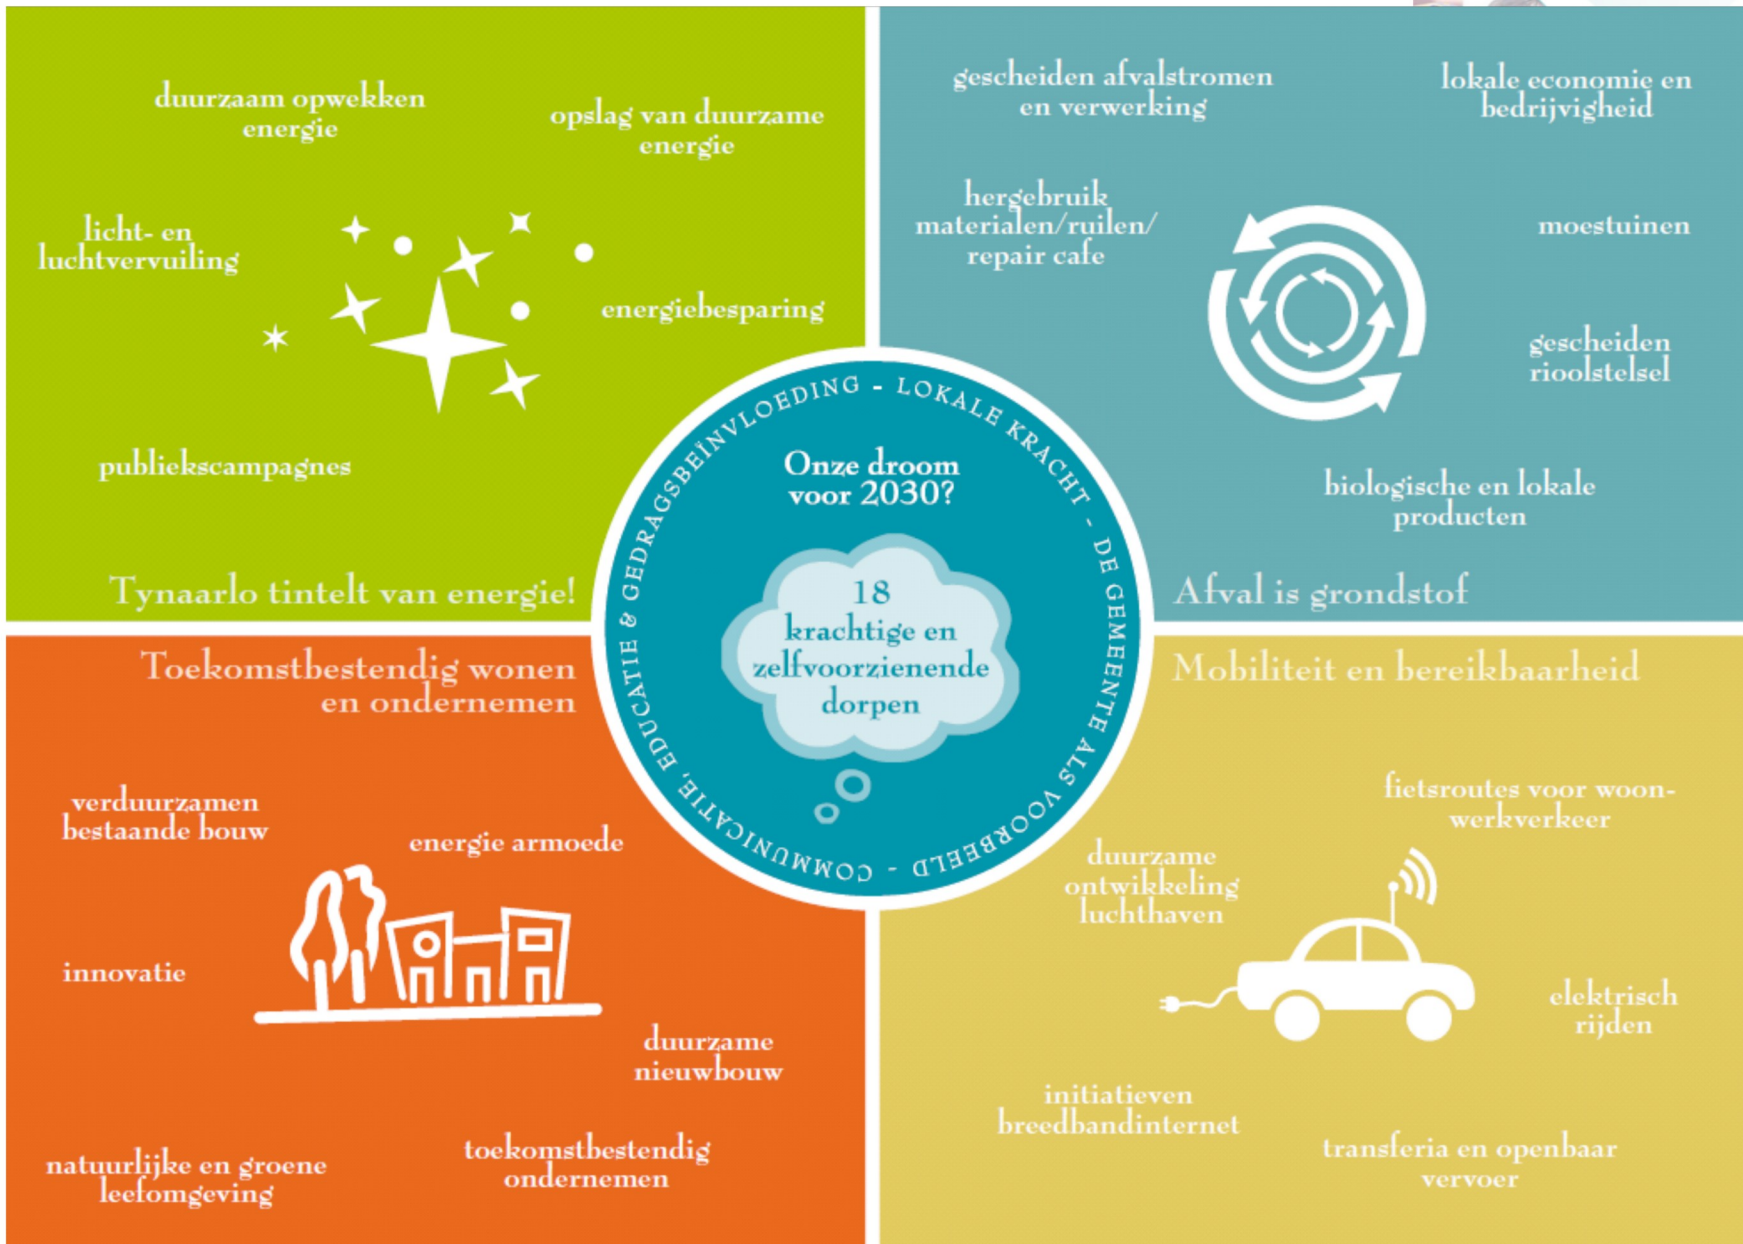 duurzaam opwekken
energie
opslag van duurzame
energie
licht- en
luchtvervuiling
energiebesparing
publiekscampagnes
Tynaarlo tintelt van energie!
gescheiden afvalstromen
en verwerking
lokale economie en
bedrijvigheid
hergebruik
materialen/ruilen/
repair cafe
moestuinen
gescheiden
rioolstelsel
biologische en lokale
producten
Afval is grondstof
COMMUNICATIE, EDUCATIE & GEDRAGSBEÏNVLOEDING - LOKALE KRACHT - DE GEMEENTE ALS VOORBEELD -
Onze droom
voor 2030?
18
krachtige en
zelfvoorzienende
dorpen
Toekomstbestendig wonen
en ondernemen
verduurzamen
bestaande bouw
energie armoede
innovatie
duurzame
nieuwbouw
natuurlijke en groene
leefomgeving
toekomstbestendig
ondernemen
Mobiliteit en bereikbaarheid
fietsroutes voor woon-
werkverkeer
duurzame
ontwikkeling
luchthaven
elektrisch
rijden
initiatieven
breedbandinternet
transferia en openbaar
vervoer